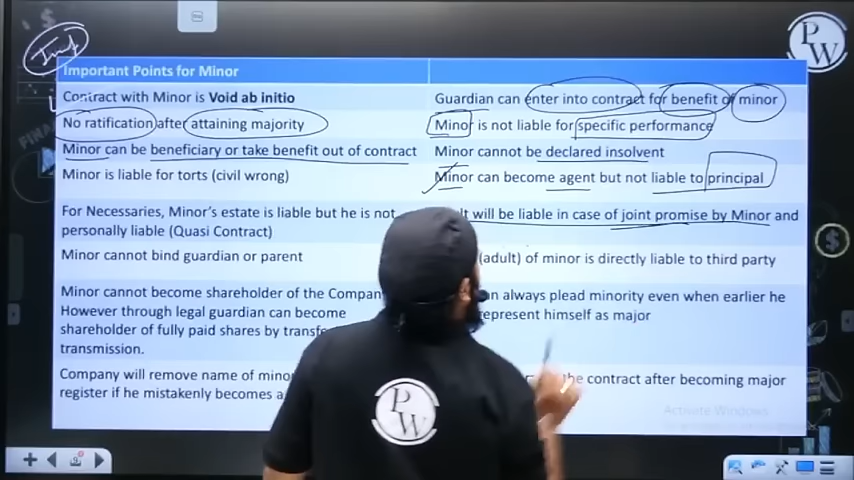 Imp
P
W
Important Points for Minor
Contract with Minor is Void ab initio
Guardian can enter into contract for benefit of minor
No ratification after attaining majority
Minor is not liable for specific performance
Minor can be beneficiary or take benefit out of contract
Minor cannot be declared insolvent
Minor is liable for torts (civil wrong)
Minor can become agent but not liable to principal
For Necessaries, Minor's estate is liable but he is not
personally liable (Quasi Contract)
will be liable in case of joint promise by Minor and
Minor cannot bind guardian or parent
(adult) of minor is directly liable to third party
Minor cannot become shareholder of the
However through legal guardian can become
shareholder of fully paid shares by
transmission.
always plead minority even when earlier he
represent himself as major
Company will remove name of
register if he mistakenly becomes a
the contract after becoming major
Activate Windows
P
W